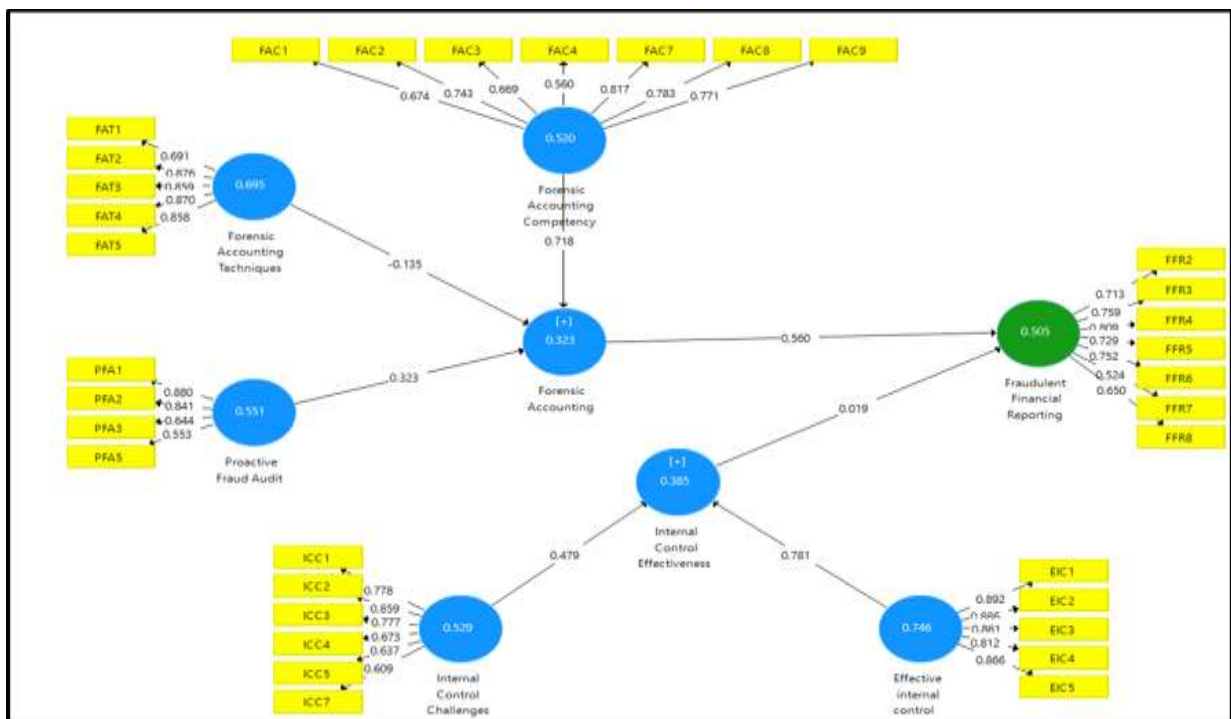 FAC1 FAC2 FAC3 FAC4 FAC7 FAC8 FAC9
0.674 0.743 0.669 0.560 0.817 0.783 0.771
0.520
Forensic
Accounting
Competency
0.718
FAT1
FAT2
FAT3
FAT4
FAT5
0.691
0.876
0.859
0.870
0.858
0.695
Forensic
Accounting
Techniques
-0.135
PFA1
PFA2
PFA3
PFA5
0.880
0.841
0.644
0.553
0.551
Proactive
Fraud Audit
0.323
[+]
0.323
Forensic
Accounting
0.560
0.505
Fraudulent
Financial
Reporting
FFR2
FFR3
FFR4
FFR5
FFR6
FFR7
FFR8
0.713
0.759
0.809
0.729
0.752
0.524
0.650
0.019
[+]
0.385
Internal
Control
Effectiveness
0.479
0.781
ICC1
ICC2
ICC3
ICC4
ICC5
ICC7
0.778
0.859
0.777
0.673
0.637
0.609
0.529
Internal
Control
Challenges
0.746
Effective
internal
control
EIC1
EIC2
EIC3
EIC4
EIC5
0.892
0.812
0.866